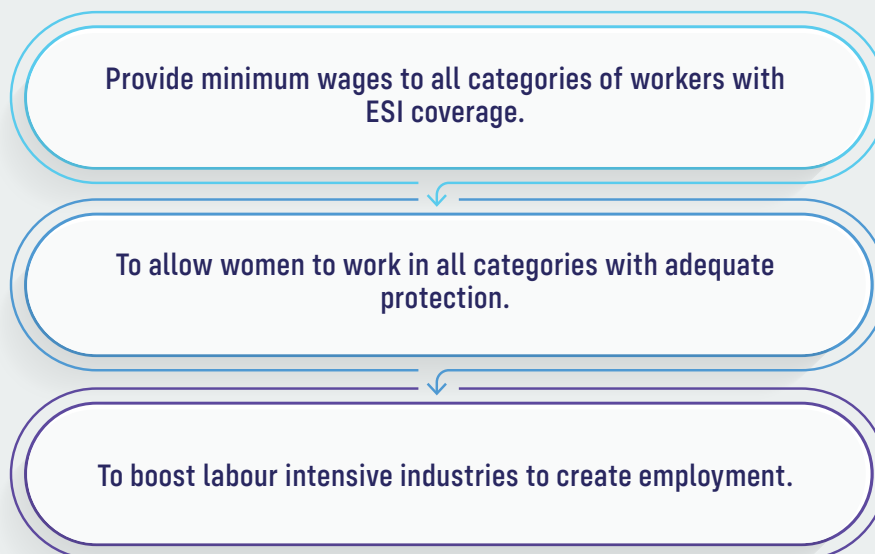 Provide minimum wages to all categories of workers with
ESI coverage.
To allow women to work in all categories with adequate
protection.
To boost labour intensive industries to create employment.